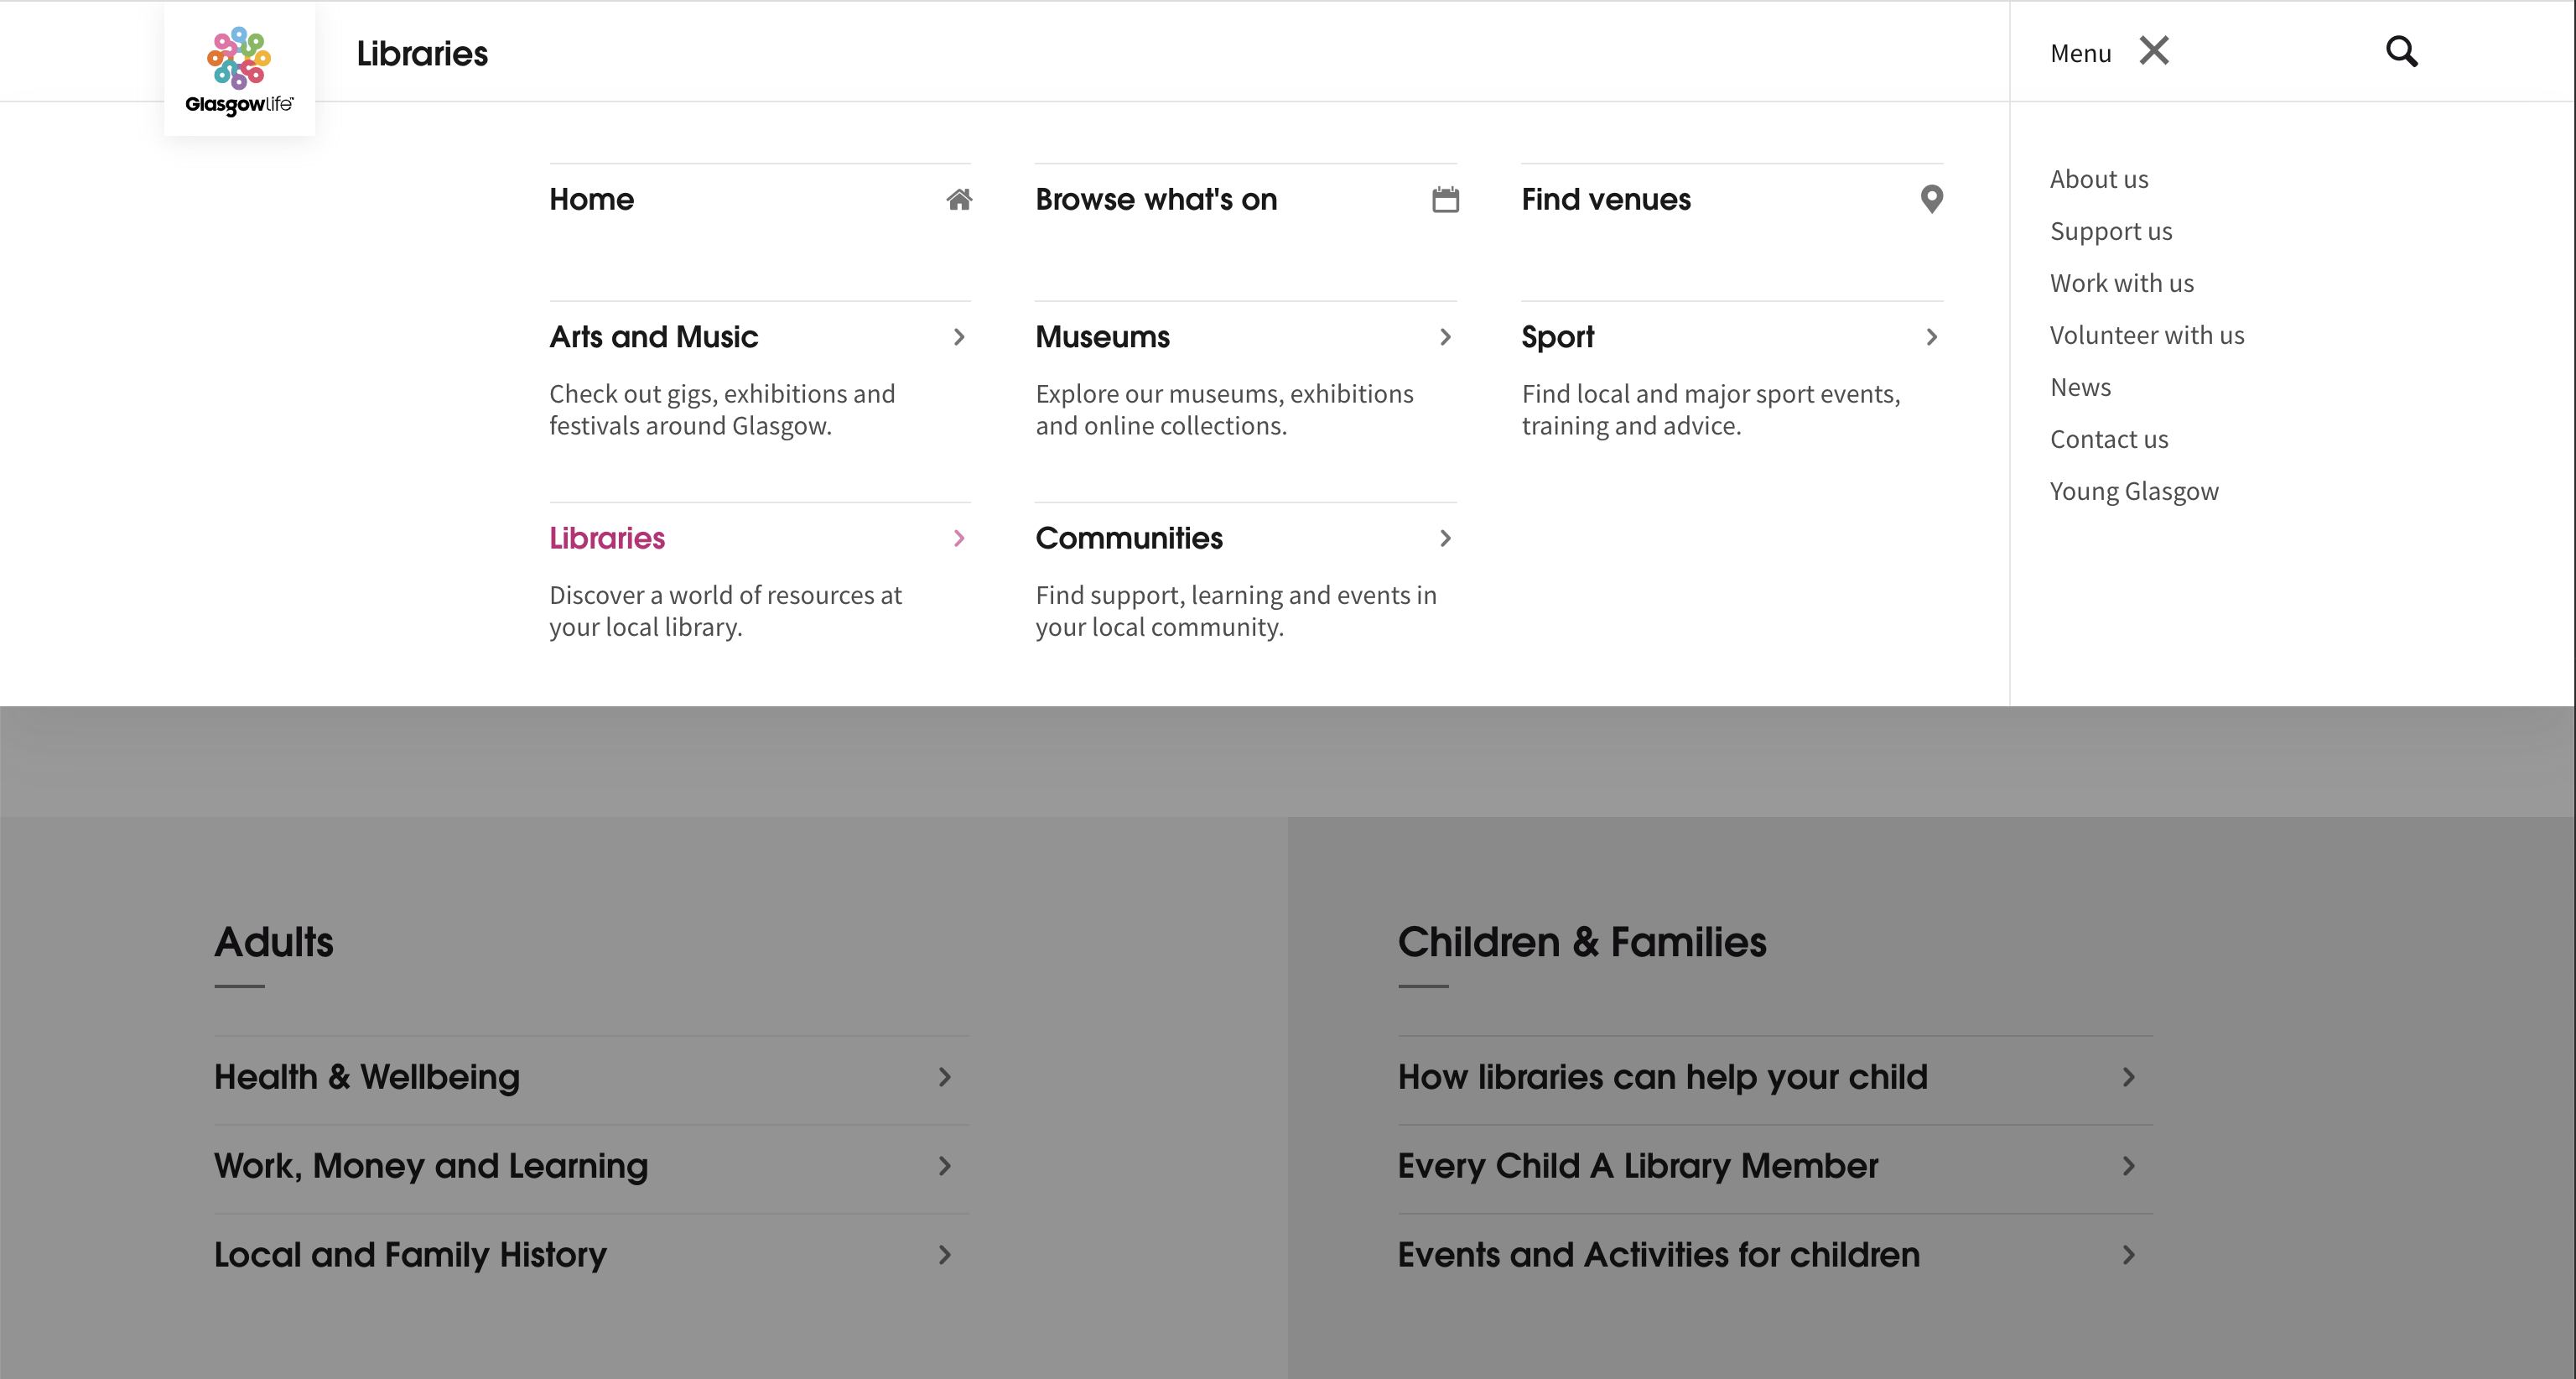 Glasgowlife™
Libraries
Menu
Home
Browse what's on
Find venues
Arts and Music
Check out gigs, exhibitions and
festivals around Glasgow.
Museums
Explore our museums, exhibitions
and online collections.
Sport
Find local and major sport events,
training and advice.
Libraries
Discover a world of resources at
your local library.
Communities
Find support, learning and events in
your local community.
About us
Support us
Work with us
Volunteer with us
News
Contact us
Young Glasgow
Adults
Health & Wellbeing
Work, Money and Learning
Local and Family History
Children & Families
How libraries can help your child
Every Child A Library Member
Events and Activities for children